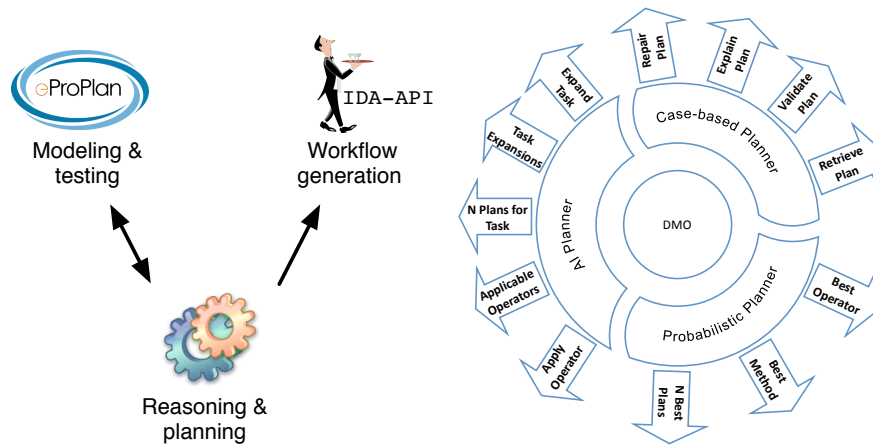 eProPlan
Modeling &
testing
IDA-API
Workflow
generation
Reasoning &
planning
Repair
Plan
Explain
Plan
Validate
Plan
Retrieve
Plan
Expand
Task
Task
Expansions
N Plans for
Task
Applicable
Operators
Apply
Operator
N Best
Plans
Best
Method
Best
Operator
Case-based Planner
AI Planner
Probabilistic Planner
DMO